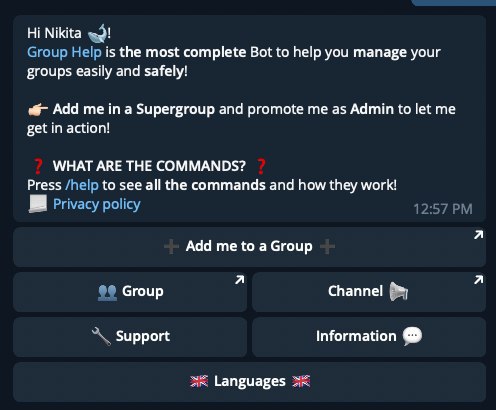 Hi Nikita 🐋!
Group Help is the most complete Bot to help you manage your
groups easily and safely!
👉🏻 Add me in a Supergroup and promote me as Admin to let me
get in action!
❓ WHAT ARE THE COMMANDS? ❓
Press /help to see all the commands and how they work!
📃 Privacy policy
12:57 PM
➕ Add me to a Group ➕
👥 Group
Channel 📢
🔧 Support
Information 💬
🇬🇧 Languages 🇬🇧